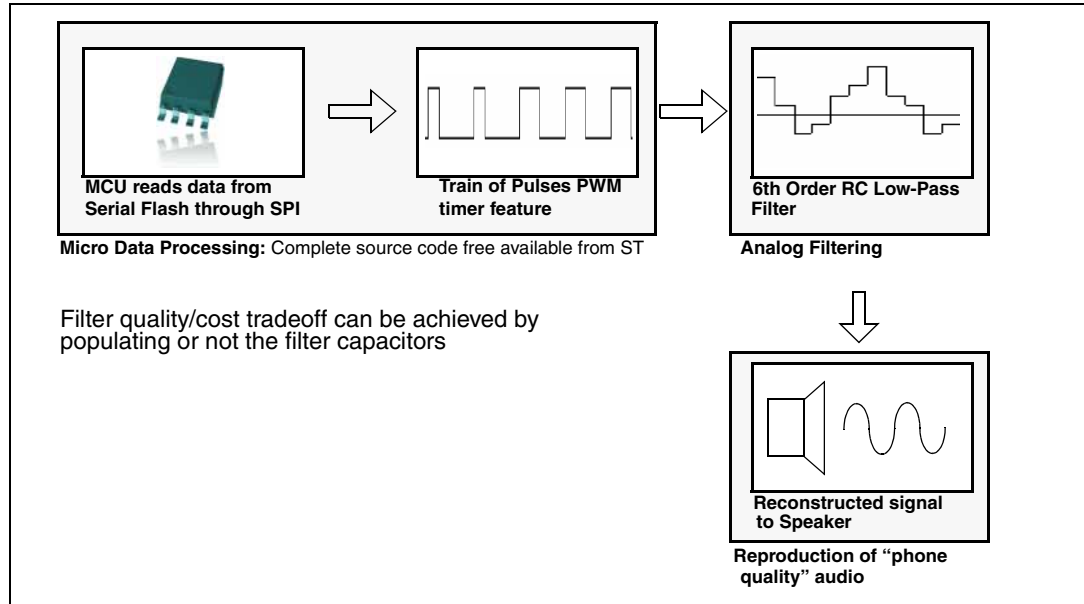 MCU reads data from
Serial Flash through SPI
Train of Pulses PWM
timer feature
6th Order RC Low-Pass
Filter
Micro Data Processing: Complete source code free available from ST
Analog Filtering
Filter quality/cost tradeoff can be achieved by
populating or not the filter capacitors
Reconstructed signal
to Speaker
Reproduction of “phone
quality” audio